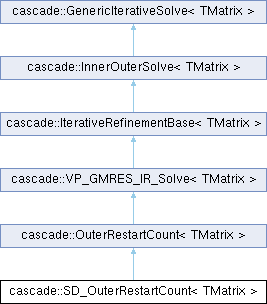 cascade::GenericIterativeSolve< TMatrix >
cascade::InnerOuterSolve< TMatrix >
cascade::IterativeRefinementBase< TMatrix >
cascade::VP_GMRES_IR_Solve< TMatrix >
cascade::OuterRestartCount< TMatrix >
cascade::SD_OuterRestartCount< TMatrix >